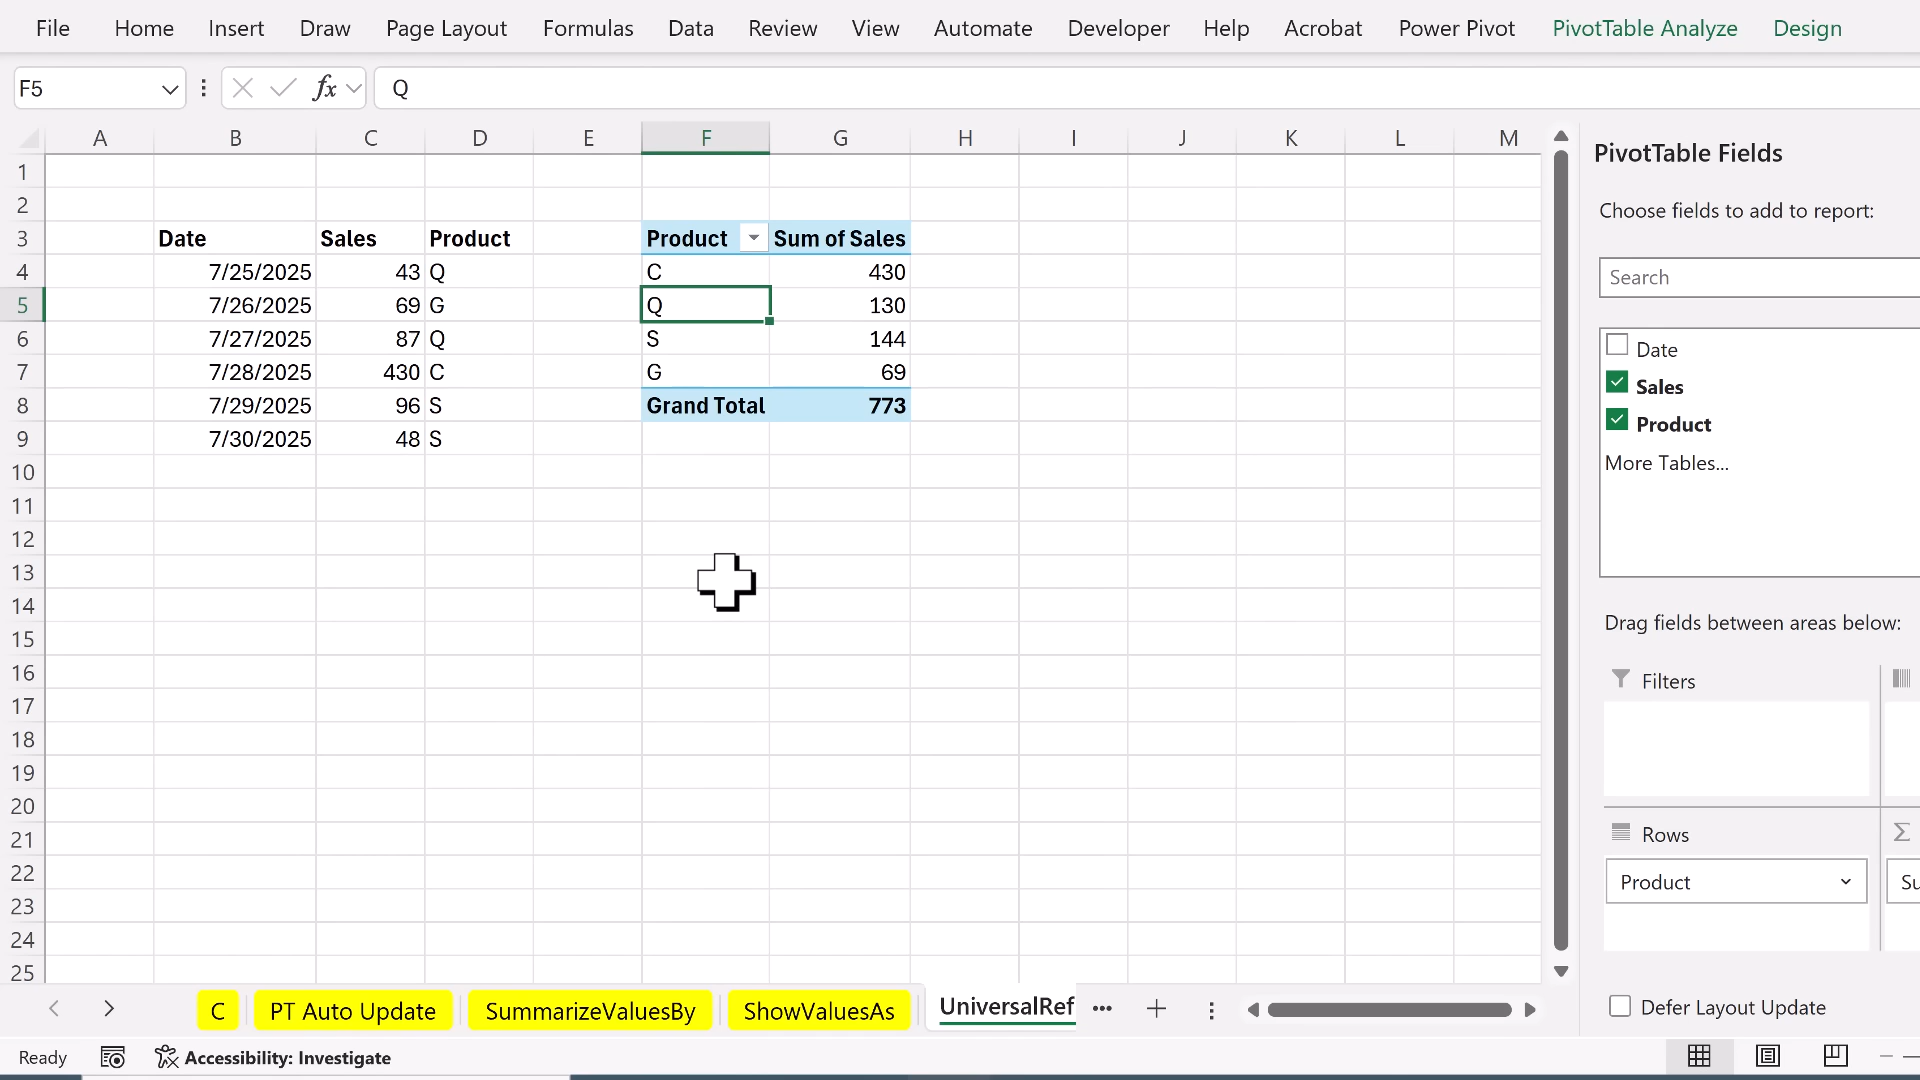 File Home Insert Draw Page Layout Formulas Data Review View Automate Developer Help Acrobat Power Pivot PivotTable Analyze Design
F5 fx Q
A B C D E F G H I J K L M
PivotTable Fields
Choose fields to add to report:
Search
Date
Sales
Product
More Tables...
Drag fields between areas below:
Filters
Rows
Σ
Product
Su
Defer Layout Update
1
2
3 Date Sales Product Product Sum of Sales
4 7/25/2025 43 Q C 430
5 7/26/2025 69 G Q 130
6 7/27/2025 87 Q S 144
7 7/28/2025 430 C G 69
8 7/29/2025 96 S Grand Total 773
9 7/30/2025 48 S
10
11
12
13
14
15
16
17
18
19
20
21
22
23
24
25
C PT Auto Update SummarizeValuesBy ShowValuesAs UniversalRef
Ready Accessibility: Investigate